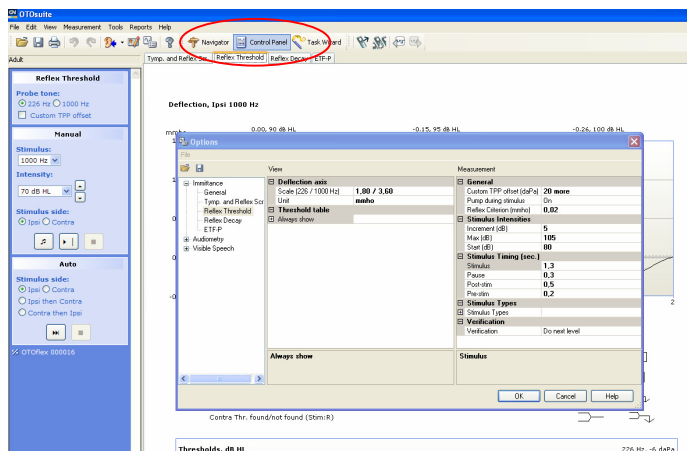 OTOsuite
File Edit View Measurement Tools Reports Help
Navigator Control Panel Task Wizard
Adult
Tymp. and Reflex Scr. Reflex Threshold Reflex Decay ETF-P
Reflex Threshold
Probe tone:
226 Hz 1000 Hz
Custom TPP offset
Manual
Stimulus:
1000 Hz
Intensity:
70 dB HL
Stimulus side:
Ipsi Contra
Auto
Stimulus side:
Ipsi Contra
Ipsi then Contra
Contra then Ipsi
OTOflex 000016
Deflection, Ipsi 1000 Hz
0.00, 90 dB HL -0.15, 95 dB HL -0.26, 100 dB HL
Options
File
View Measurement
Immittance
General
Tymp. and Reflex Scr
Reflex Threshold
Reflex Decay
ETF-P
Audiometry
Visible Speech
Deflection axis
Scale (226 / 1000 Hz) 1,80 / 3,60
Unit mmho
Threshold table
Always show
General
Custom TPP offset (daPa) 20 more
Pump during stimulus On
Reflex Criterion (mmho) 0,02
Stimulus Intensities
Increment (dB) 5
Max (dB) 105
Start (dB) 80
Stimulus Timing (sec.)
Stimulus 1,3
Pause 0,3
Post-stim 0,5
Pre-stim 0,2
Stimulus Types
Stimulus Types
Verification
Verification Do next level
Always show
Stimulus
OK Cancel Help
2
Contra Thr. found/not found (Stim:R)
Thresholds, dB HL 226 Hz, -6 daPa